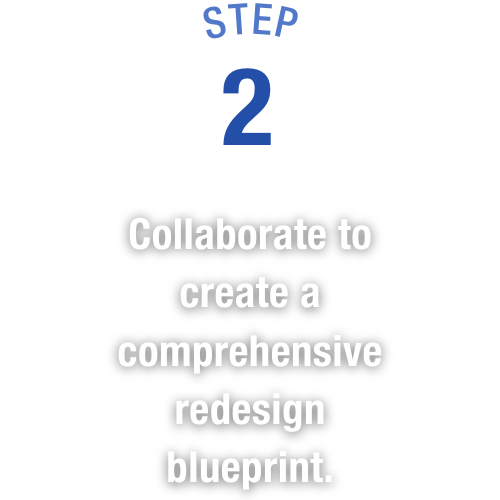 STEP
2
Collaborate to
create a
comprehensive
redesign
blueprint.